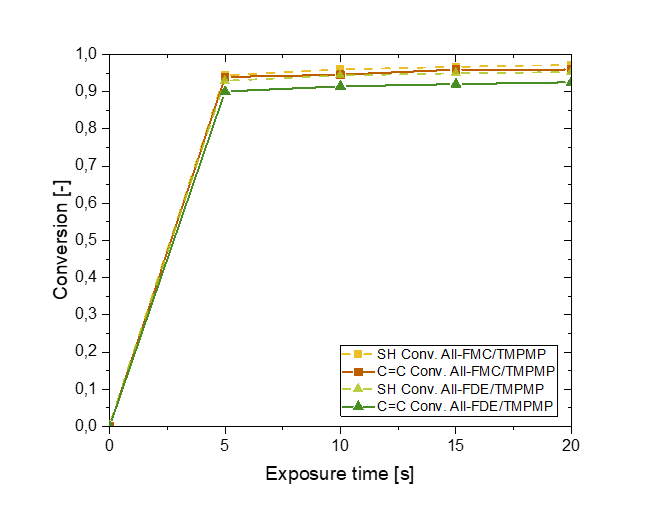 1,0
0,9
0,8
0,7
0,6
0,5
0,4
0,3
0,2
0,1
0,0
Conversion [-]
SH Conv. All-FMC/TMPMP
C=C Conv. All-FMC/TMPMP
SH Conv. All-FDE/TMPMP
C=C Conv. All-FDE/TMPMP
0 5 10 15 20
Exposure time [s]